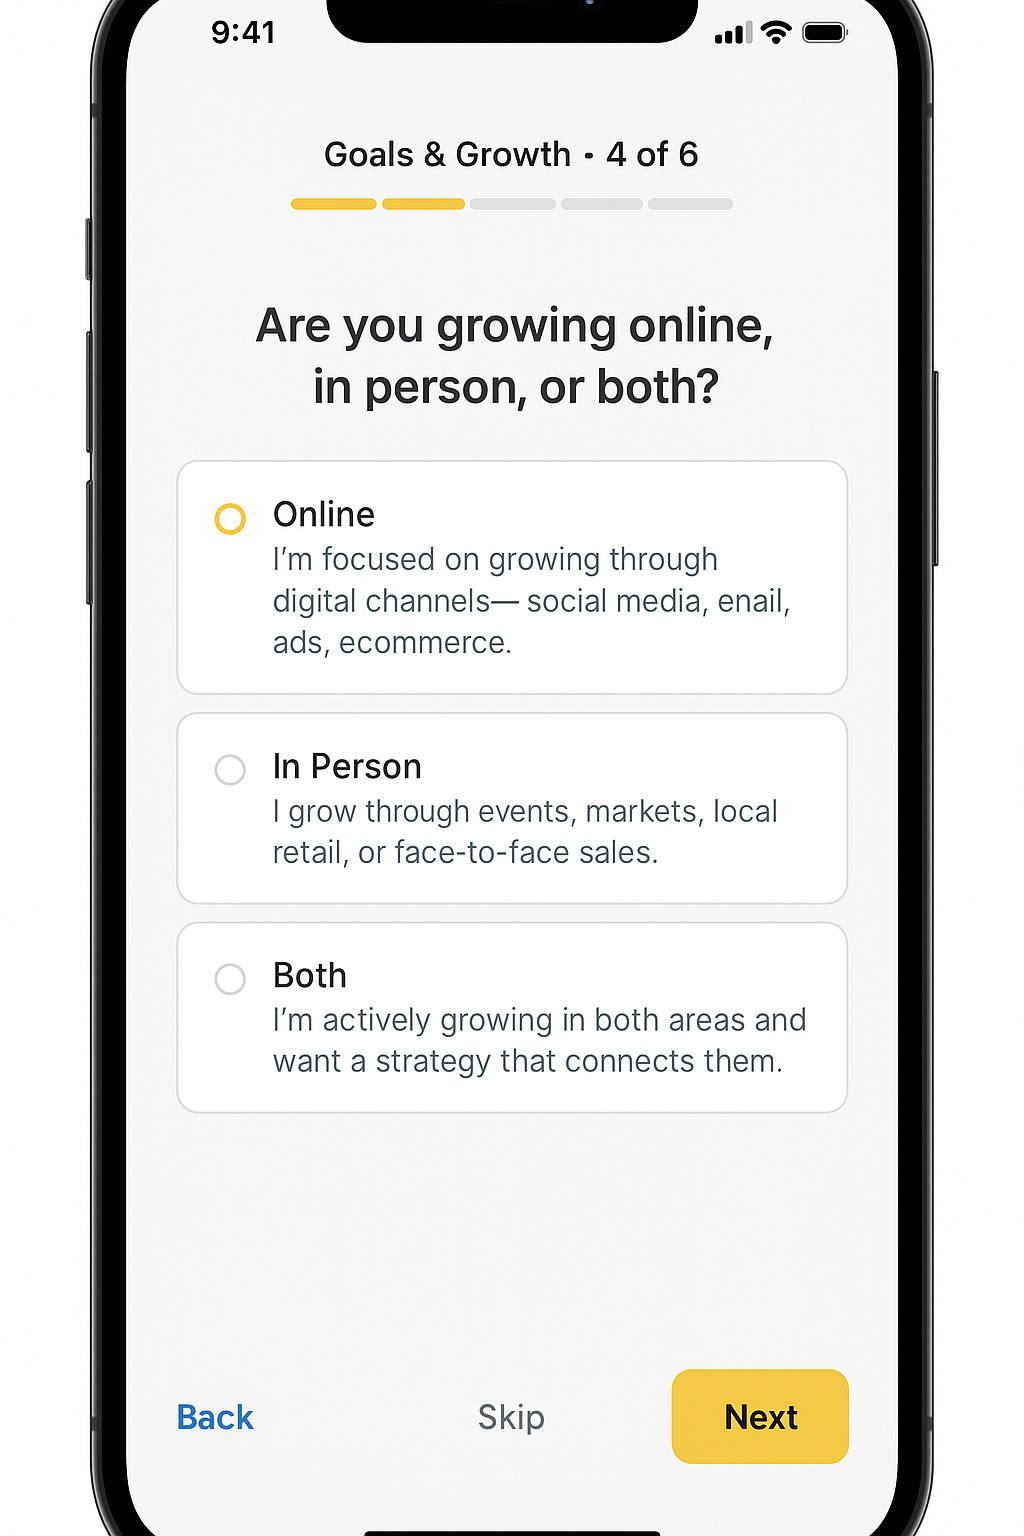 9:41
Goals & Growth • 4 of 6
Are you growing online,
in person, or both?
Online
I’m focused on growing through
digital channels— social media, enail,
ads, ecommerce.
In Person
I grow through events, markets, local
retail, or face-to-face sales.
Both
I’m actively growing in both areas and
want a strategy that connects them.
Back
Skip
Next